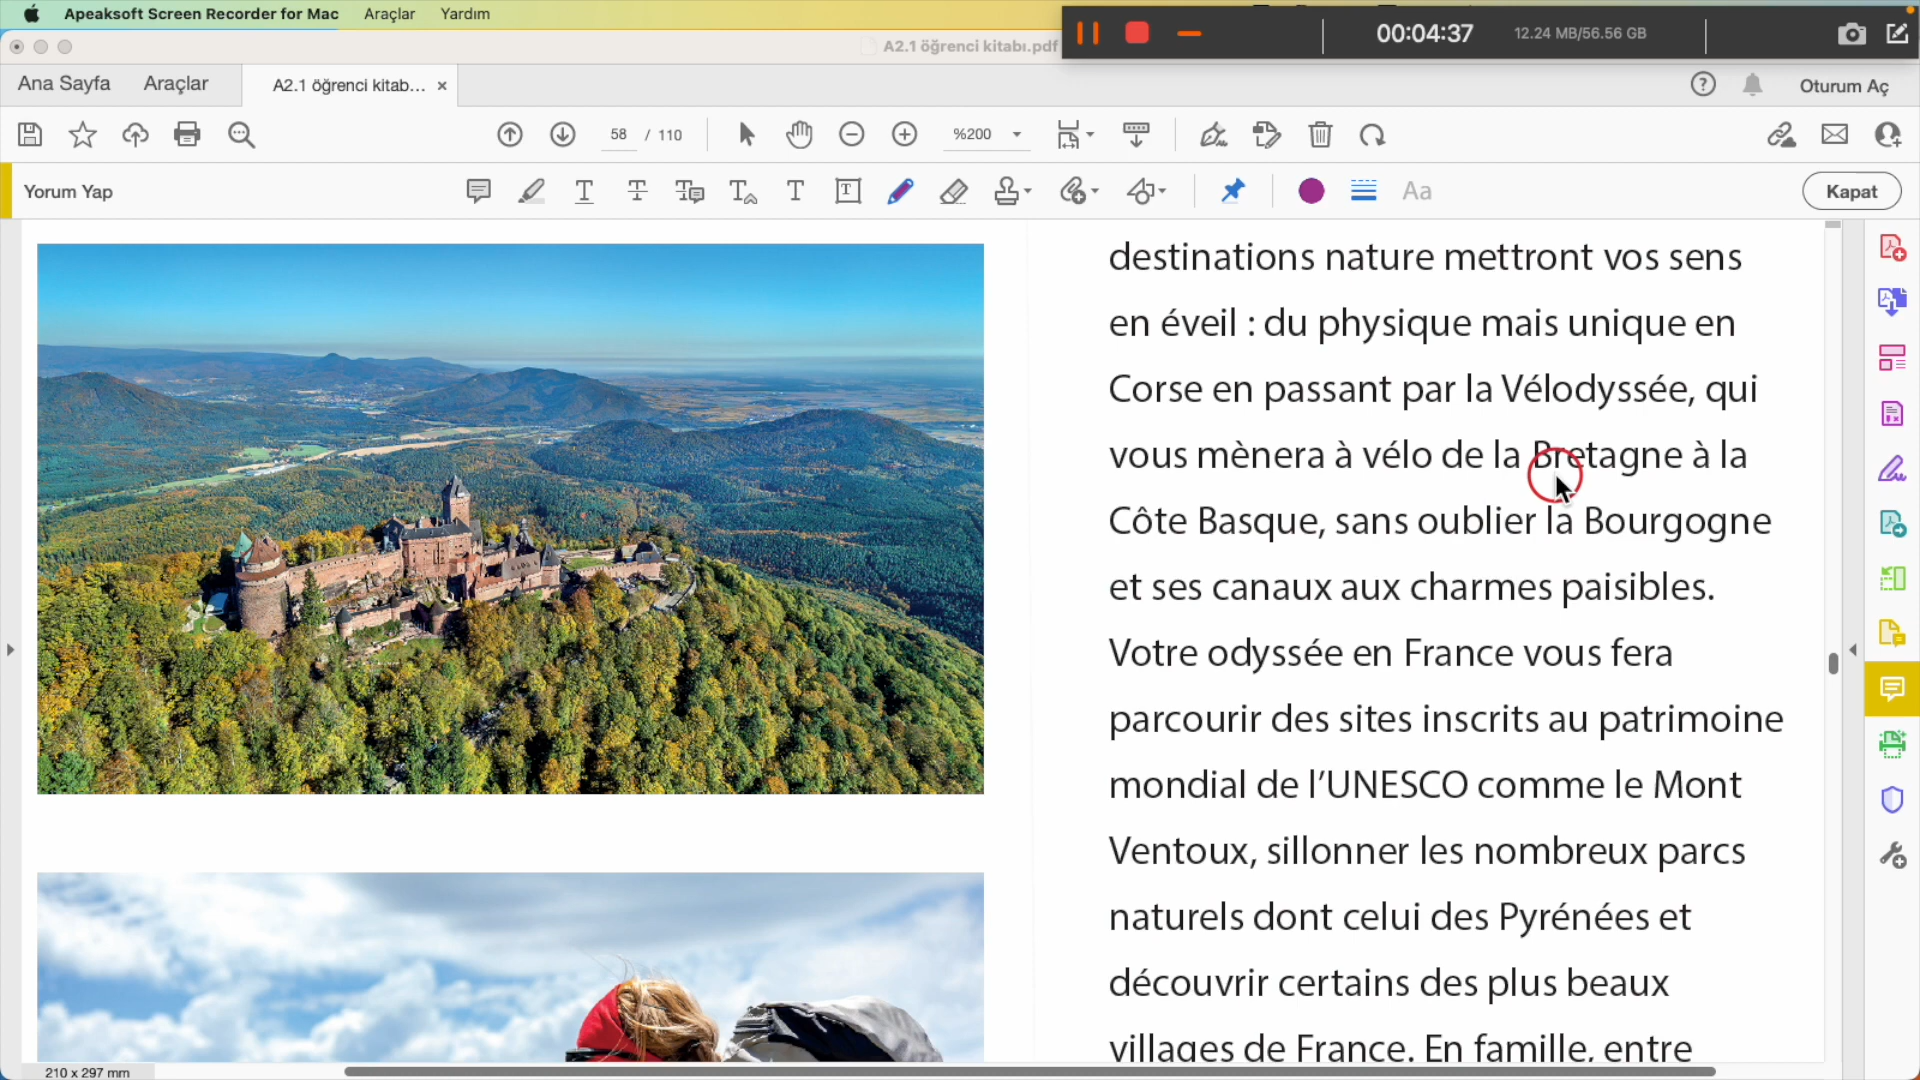 Apeaksoft Screen Recorder for Mac Araçlar Yardım
00:04:37 12.24 MB/56.56 GB
A2.1 öğrenci kitabı.pdf
Ana Sayfa Araçlar A2.1 öğrenci kitab... × Oturum Aç
58 / 110 %200
Yorum Yap Aa Kapat
destinations nature mettront vos sens
en éveil : du physique mais unique en
Corse en passant par la Vélodyssée, qui
vous mènera à vélo de la Bretagne à la
Côte Basque, sans oublier la Bourgogne
et ses canaux aux charmes paisibles.
Votre odyssée en France vous fera
parcourir des sites inscrits au patrimoine
mondial de l’UNESCO comme le Mont
Ventoux, sillonner les nombreux parcs
naturels dont celui des Pyrénées et
découvrir certains des plus beaux
villages de France. En famille, entre
210 x 297 mm